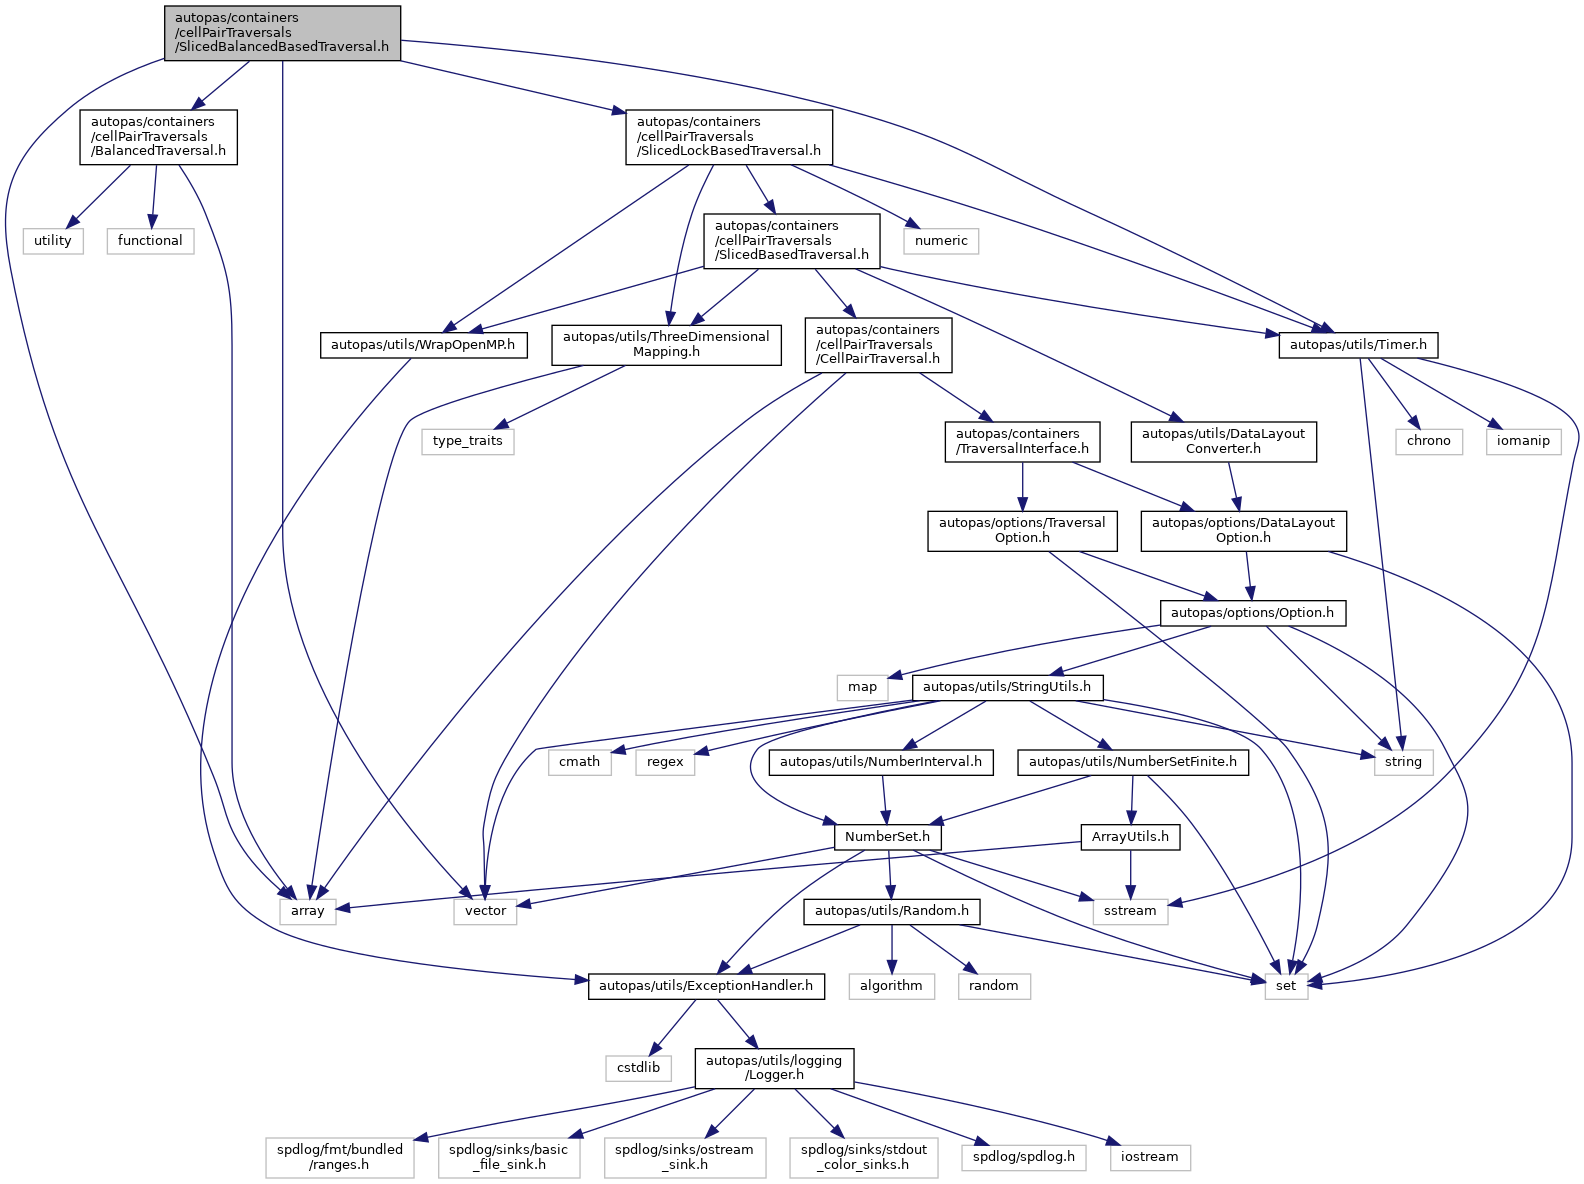 autopas/containers
/cellPairTraversals
/SlicedBalancedBasedTraversal.h
autopas/containers
/cellPairTraversals
/BalancedTraversal.h
autopas/containers
/cellPairTraversals
/SlicedLockBasedTraversal.h
utility
functional
autopas/containers
/cellPairTraversals
/SlicedBasedTraversal.h
numeric
autopas/utils/WrapOpenMP.h
autopas/utils/ThreeDimensional
Mapping.h
autopas/containers
/cellPairTraversals
/CellPairTraversal.h
autopas/utils/Timer.h
type_traits
autopas/containers
/TraversalInterface.h
autopas/utils/DataLayout
Converter.h
chrono
iomanip
autopas/options/Traversal
Option.h
autopas/options/DataLayout
Option.h
autopas/options/Option.h
map
autopas/utils/StringUtils.h
cmath
regex
autopas/utils/NumberInterval.h
autopas/utils/NumberSetFinite.h
string
NumberSet.h
ArrayUtils.h
array
vector
autopas/utils/Random.h
sstream
autopas/utils/ExceptionHandler.h
algorithm
random
set
cstdlib
autopas/utils/logging
/Logger.h
spdlog/fmt/bundled
/ranges.h
spdlog/sinks/basic
_file_sink.h
spdlog/sinks/ostream
_sink.h
spdlog/sinks/stdout
_color_sinks.h
spdlog/spdlog.h
iostream